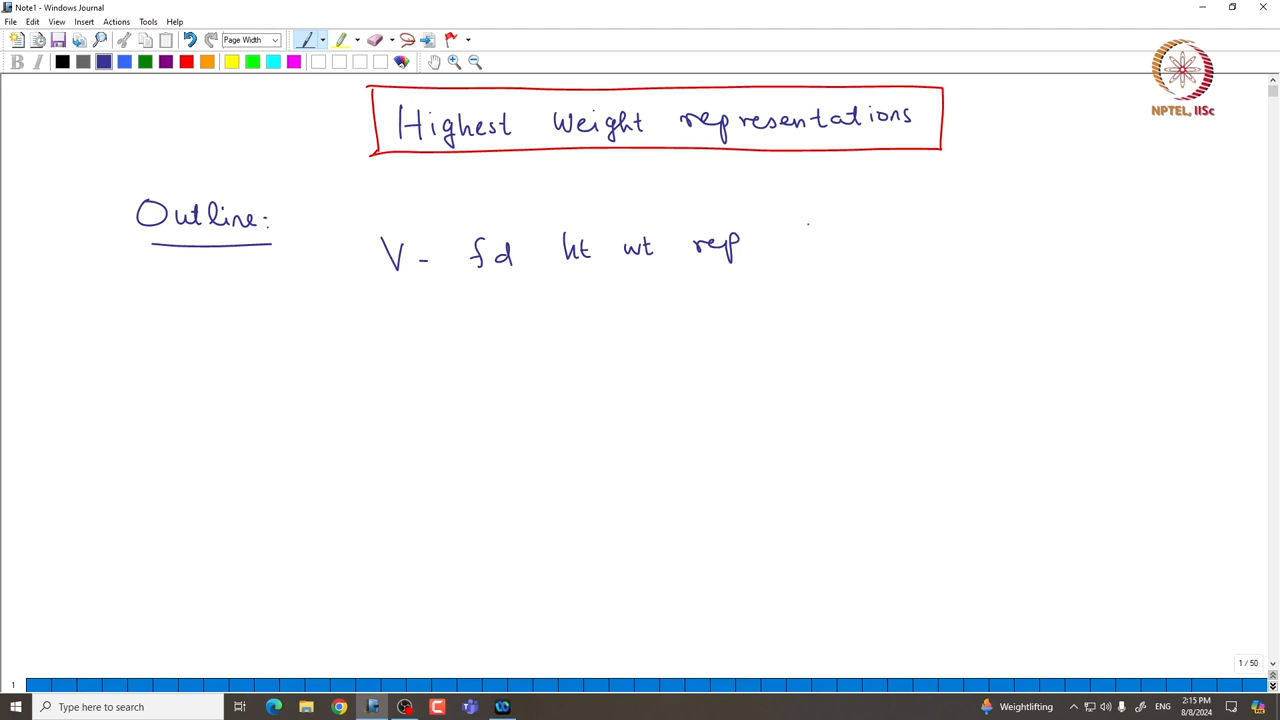 Note1 - Windows Journal
File Edit View Insert Actions Tools Help
Page Width
B I
NPTEL, IISc
Highest Weight representations
Outline:
V - fd ht wt rep
1 / 50
1
Type here to search
Weightlifting
ENG
2:15 PM
8/8/2024